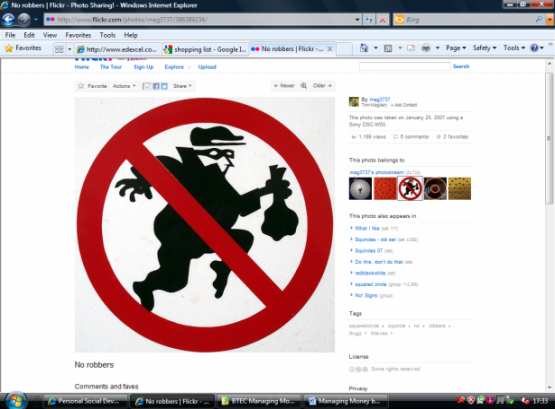 No robbers | Flickr - Photo Sharing! - Windows Internet Explorer
http://www.flickr.com/photos/mag3737/386389234/
Bing
File Edit View Favorites Tools Help
Favorites
http://www.edexcel.co...
shopping list - Google I...
No robbers | Flickr - ...
Page Safety Tools
Home The Tour Sign Up Explore Upload
Search
Favorite Actions Share
Newer Older
By mag3737
Tom Magliery + Add Contact
This photo was taken on January 25, 2007 using a
Sony DSC-W50.
1,196 views 6 comments 2 favorites
This photo belongs to
mag3737's photostream
This photo also appears in
What I like (set)
Squircles - old set (set)
Squircles 07 (set)
Do this, don't do that (set)
redblackwhite (set)
squared circle (group)
No! Signs (group)
Tags
squaredcircle squircle no robbers
thugs thieves
License
Some rights reserved
Privacy
No robbers
Comments and faves
Personal Social Dev...
No robbers | Flickr - ...
BTEC Managing Mo...
Managing Money b...
17:33